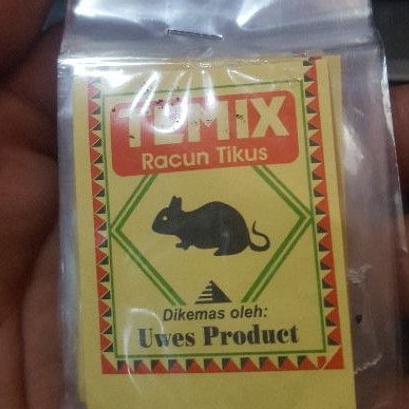 TEMIX
Racun Tikus
Dikemas oleh:
Uwes Product